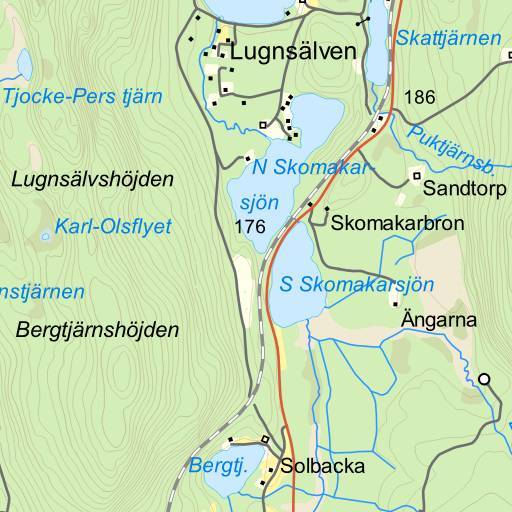 Skattjärnen
Lugnsälven
Tjocke-Pers tjärn
186
Puktjärnsb.
N Skomakar-
sjön
Lugnsälvshöjden
Sandtorp
176
Skomakarbron
Karl-Olsflyet
nstjärnen
S Skomakarsjön
Bergtjärnshöjden
Ängarna
Bergtj.
Solbacka